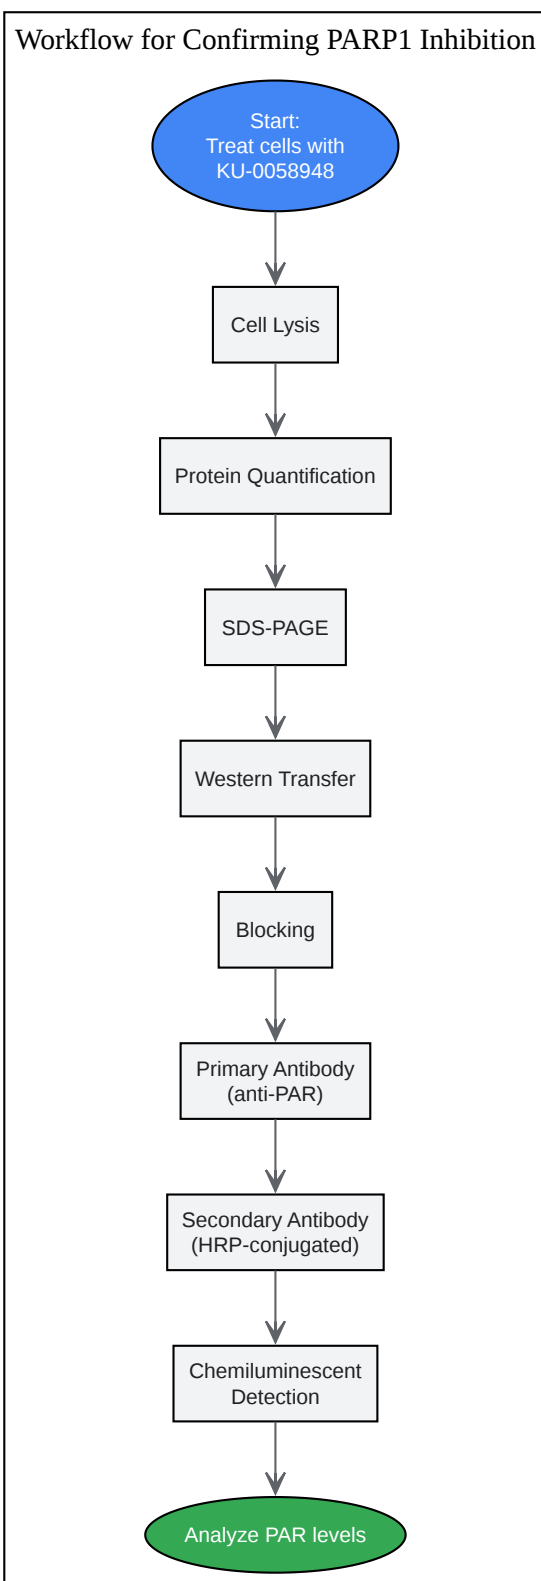 Workflow for Confirming PARP1 Inhibition
Start:
Treat cells with
KU-0058948
Cell Lysis
Protein Quantification
SDS-PAGE
Western Transfer
Blocking
Primary Antibody
(anti-PAR)
Secondary Antibody
(HRP-conjugated)
Chemiluminescent
Detection
Analyze PAR levels